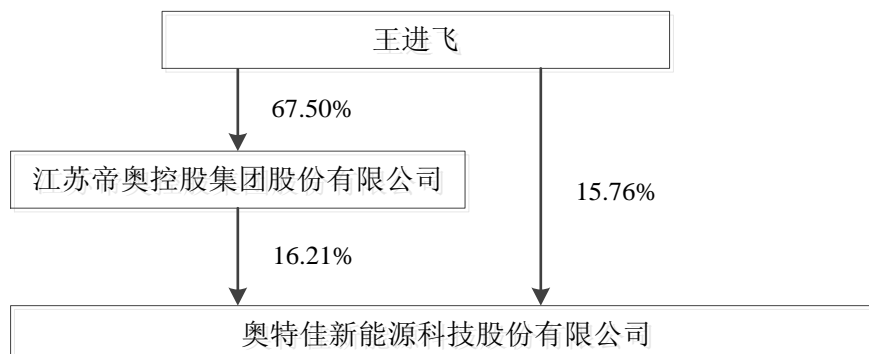 王进飞
67.50%
江苏帝奥控股集团股份有限公司
15.76%
16.21%
奥特佳新能源科技股份有限公司